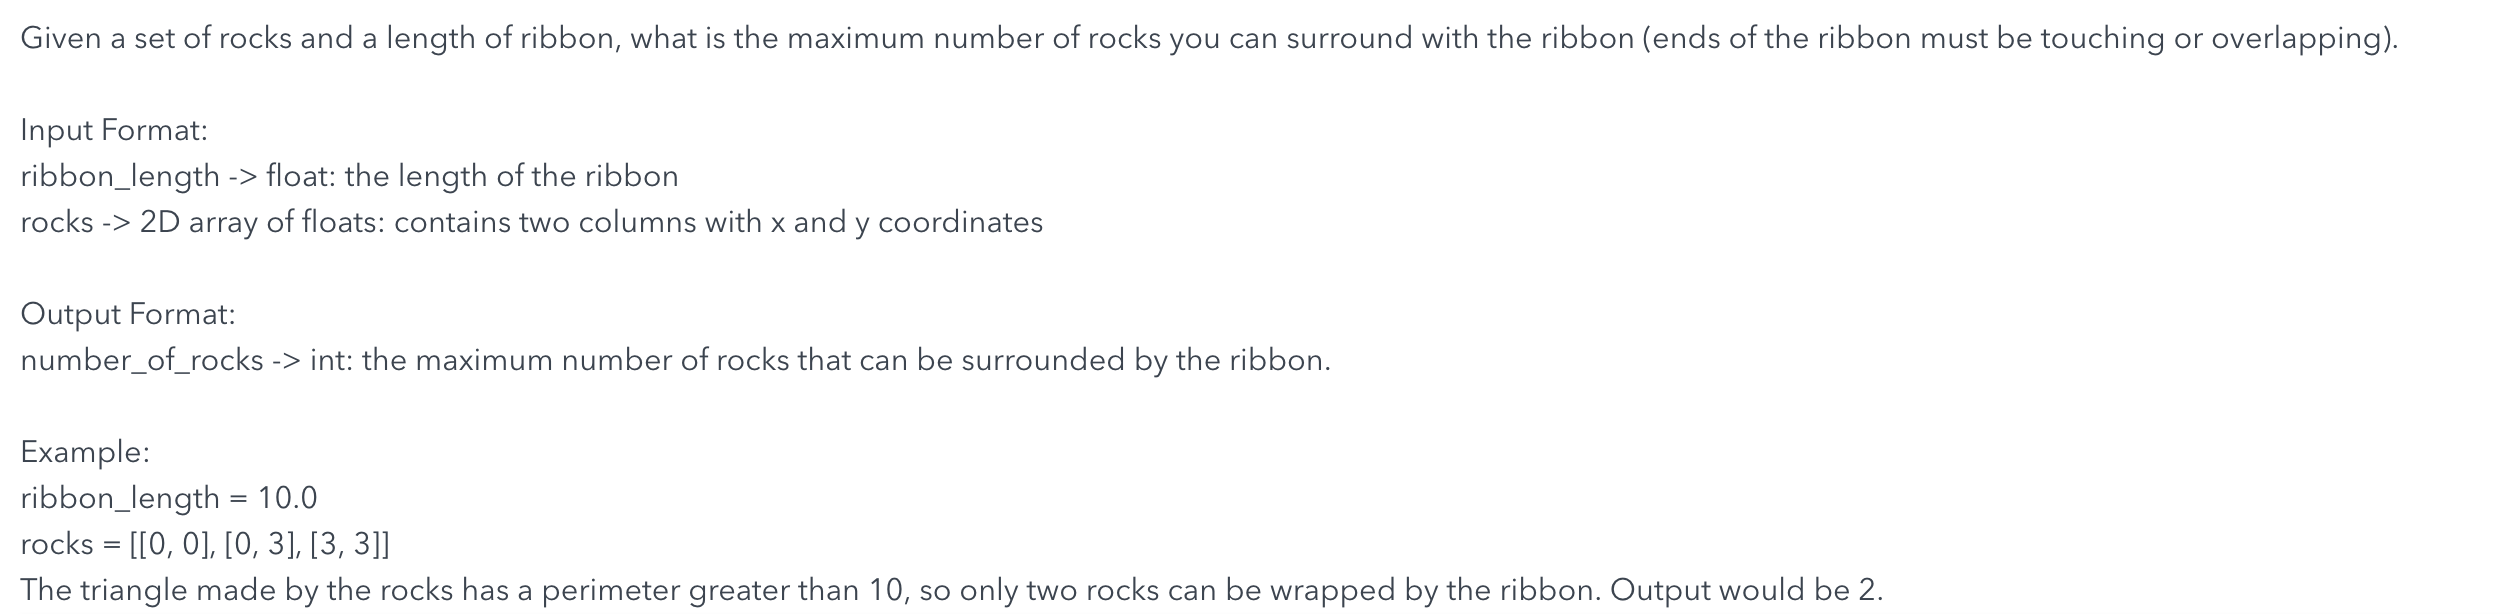 Given a set of rocks and a length of ribbon, what is the maximum number of rocks you can surround with the ribbon (ends of the ribbon must be touching or overlapping).
Input Format:
ribbon_length -> float: the length of the ribbon
rocks -> 2D array of floats: contains two columns with x and y coordinates
Output Format:
number_of_rocks -> int: the maximum number of rocks that can be surrounded by the ribbon.
Example:
ribbon_length = 10.0
rocks = [[0, 0], [0, 3], [3, 3]]
The triangle made by the rocks has a perimeter greater than 10, so only two rocks can be wrapped by the ribbon. Output would be 2.